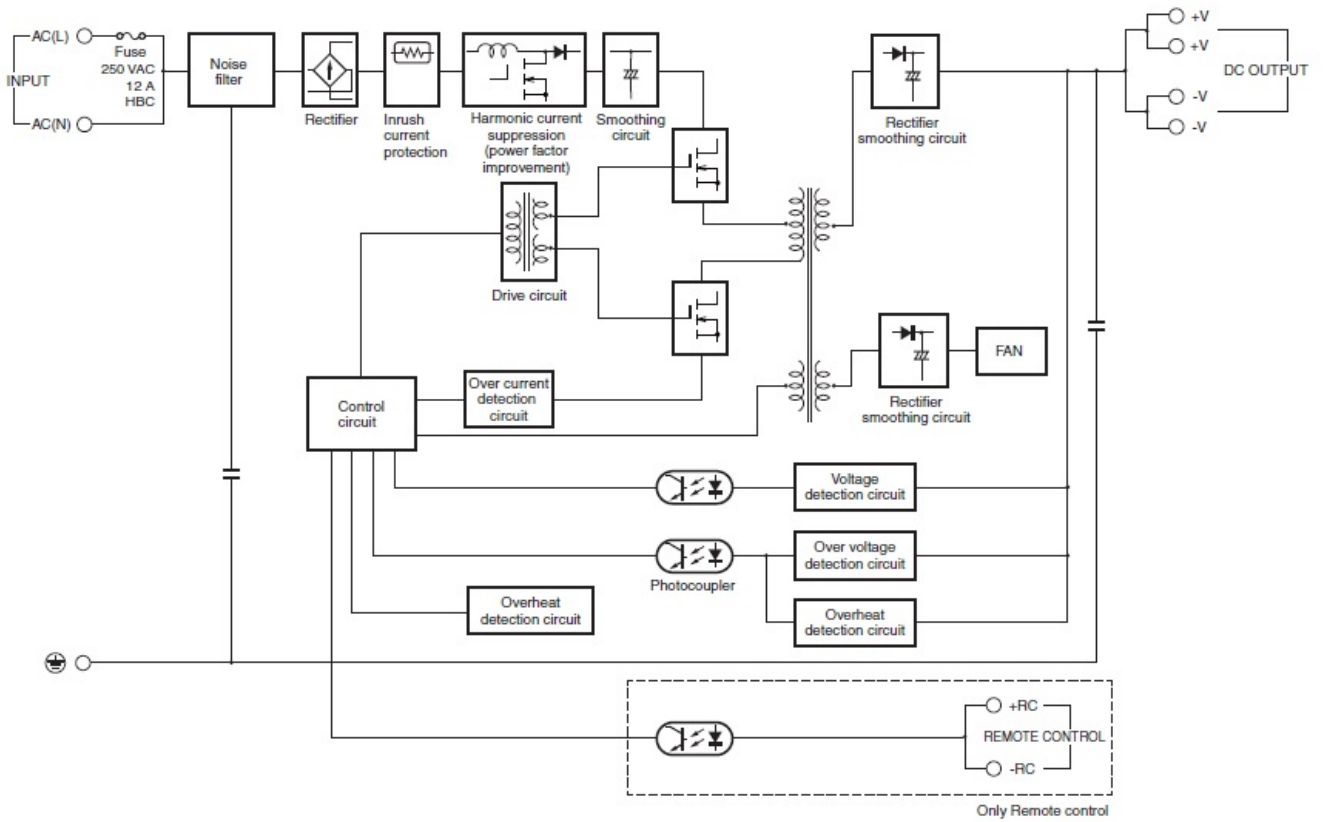 AC(L)
Fuse
250 VAC
12 A
HBC
INPUT
AC(N)
Noise
filter
Rectifier
Inrush
current
protection
Harmonic current
suppression
(power factor
improvement)
Smoothing
circuit
Rectifier
smoothing circuit
+V
+V
DC OUTPUT
-V
-V
Drive circuit
Control
circuit
Over current
detection
circuit
Rectifier
smoothing circuit
FAN
Voltage
detection circuit
Over voltage
detection circuit
Photocoupler
Overheat
detection circuit
Overheat
detection circuit
+RC
REMOTE CONTROL
-RC
Only Remote control